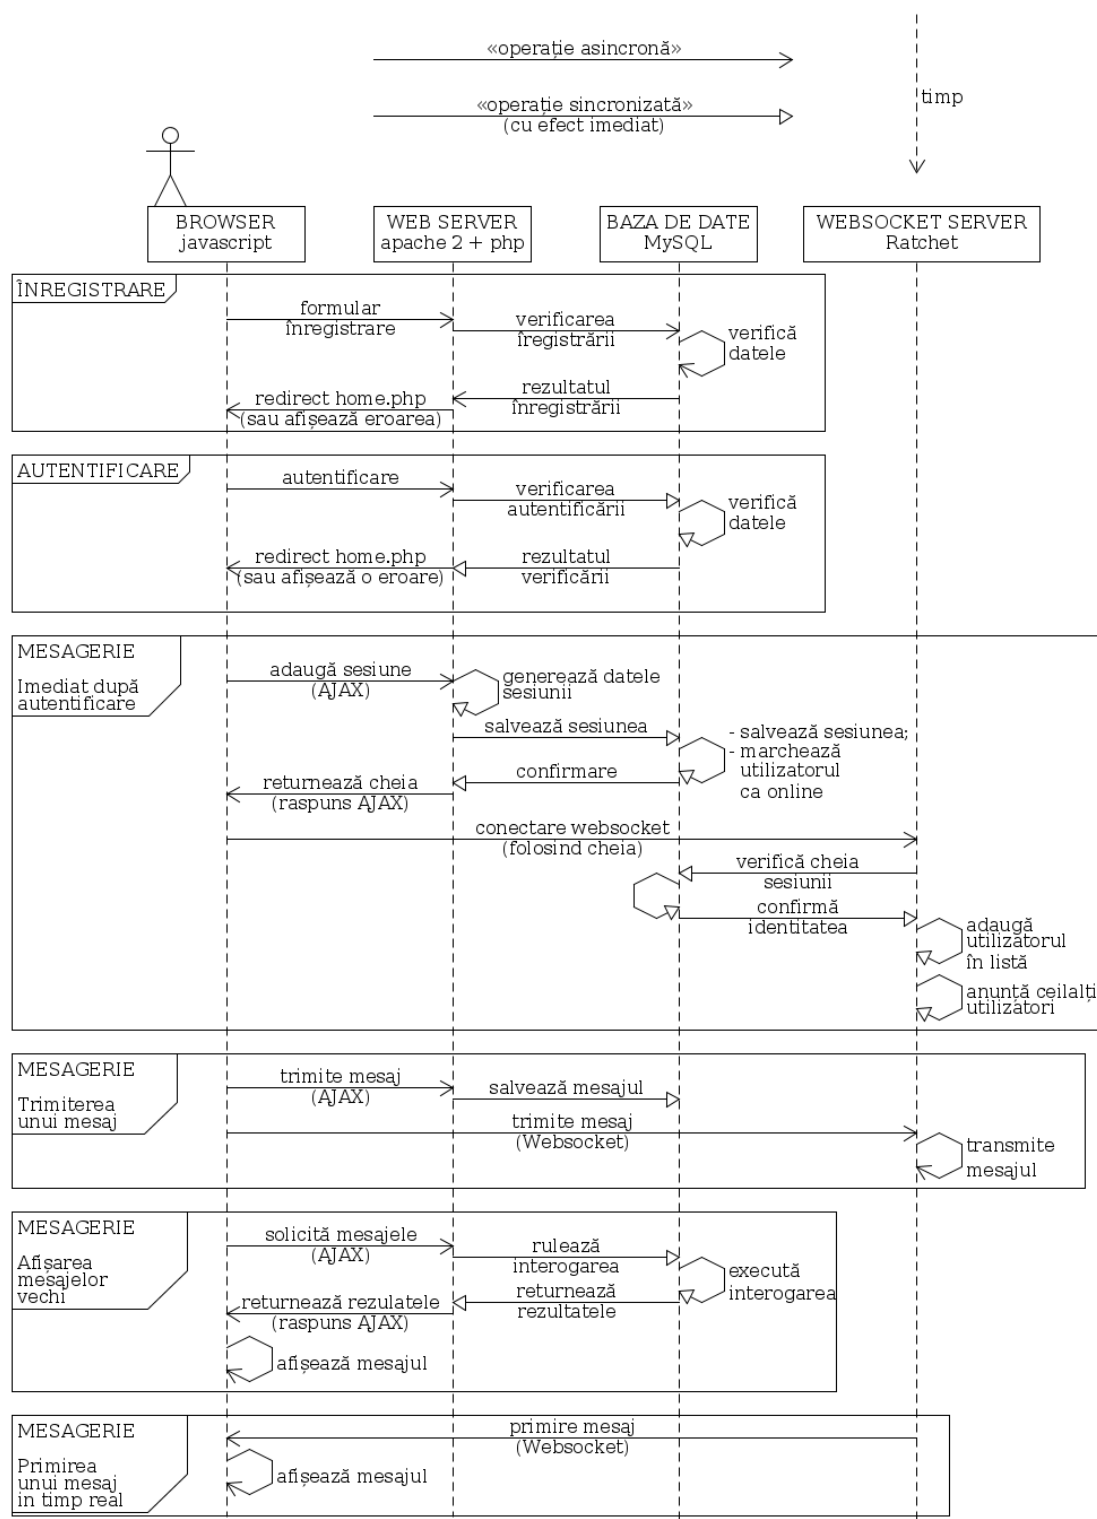 «operație asincronă»
«operație sincronizată»
(cu efect imediat)
timp
BROWSER
javascript
WEB SERVER
apache 2 + php
BAZA DE DATE
MySQL
WEBSOCKET SERVER
Ratchet
ÎNREGISTRARE
formular
înregistrare
verificarea
îregistrării
verifică
datele
rezultatul
înregistrării
redirect home.php
(sau afișează eroarea)
AUTENTIFICARE
autentificare
verificarea
autentificării
verifică
datele
redirect home.php
(sau afișează o eroare)
rezultatul
verificării
MESAGERIE
Imediat după
autentificare
adaugă sesiune
(AJAX)
generează datele
sesiunii
salvează sesiunea
- salvează sesiunea;
- marchează
utilizatorul
ca online
confirmare
returnează cheia
(raspuns AJAX)
conectare websocket
(folosind cheia)
verifică cheia
sesiunii
confirmă
identitatea
adaugă
utilizatorul
în listă
anunță ceilalți
utilizatori
MESAGERIE
Trimiterea
unui mesaj
trimite mesaj
(AJAX)
salvează mesajul
trimite mesaj
(Websocket)
transmite
mesajul
MESAGERIE
Afișarea
mesajelor
vechi
solicită mesajele
(AJAX)
rulează
interogarea
execută
interogarea
returnează
rezultatele
returnează rezulatele
(raspuns AJAX)
afișează mesajul
MESAGERIE
Primirea
unui mesaj
in timp real
primire mesaj
(Websocket)
afișează mesajul